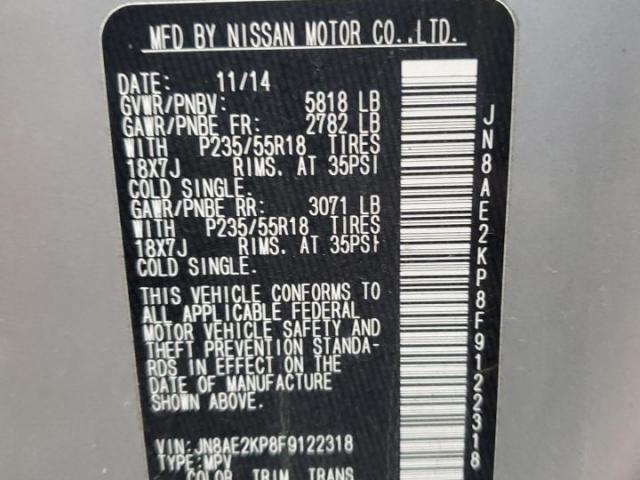 MFD BY NISSAN MOTOR CO.,LTD.
DATE: 11/14
GVWR/PNBV: 5818 LB
GAWR/PNBE FR: 2782 LB
WITH P235/55R18 TIRES
18X7J RIMS. AT 35PSI
COLD SINGLE.
GAWR/PNBE RR: 3071 LB
WITH P235/55R18 TIRES
18X7J RIMS. AT 35PSI
COLD SINGLE.
THIS VEHICLE CONFORMS TO
ALL APPLICABLE FEDERAL
MOTOR VEHICLE SAFETY AND
THEFT PREVENTION STANDA-
RDS IN EFFECT ON THE
DATE OF MANUFACTURE
SHOWN ABOVE.
VIN:JN8AE2KP8F9122318
TYPE:MPV
COLOR TRIM TRANS
JN8AE2KP8F9122318